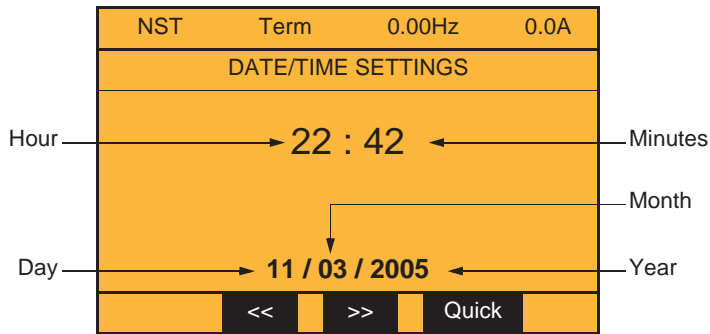 NST Term 0.00Hz 0.0A
DATE/TIME SETTINGS
Hour 22 : 42 Minutes
Month
Day 11 / 03 / 2005 Year
<< >> Quick